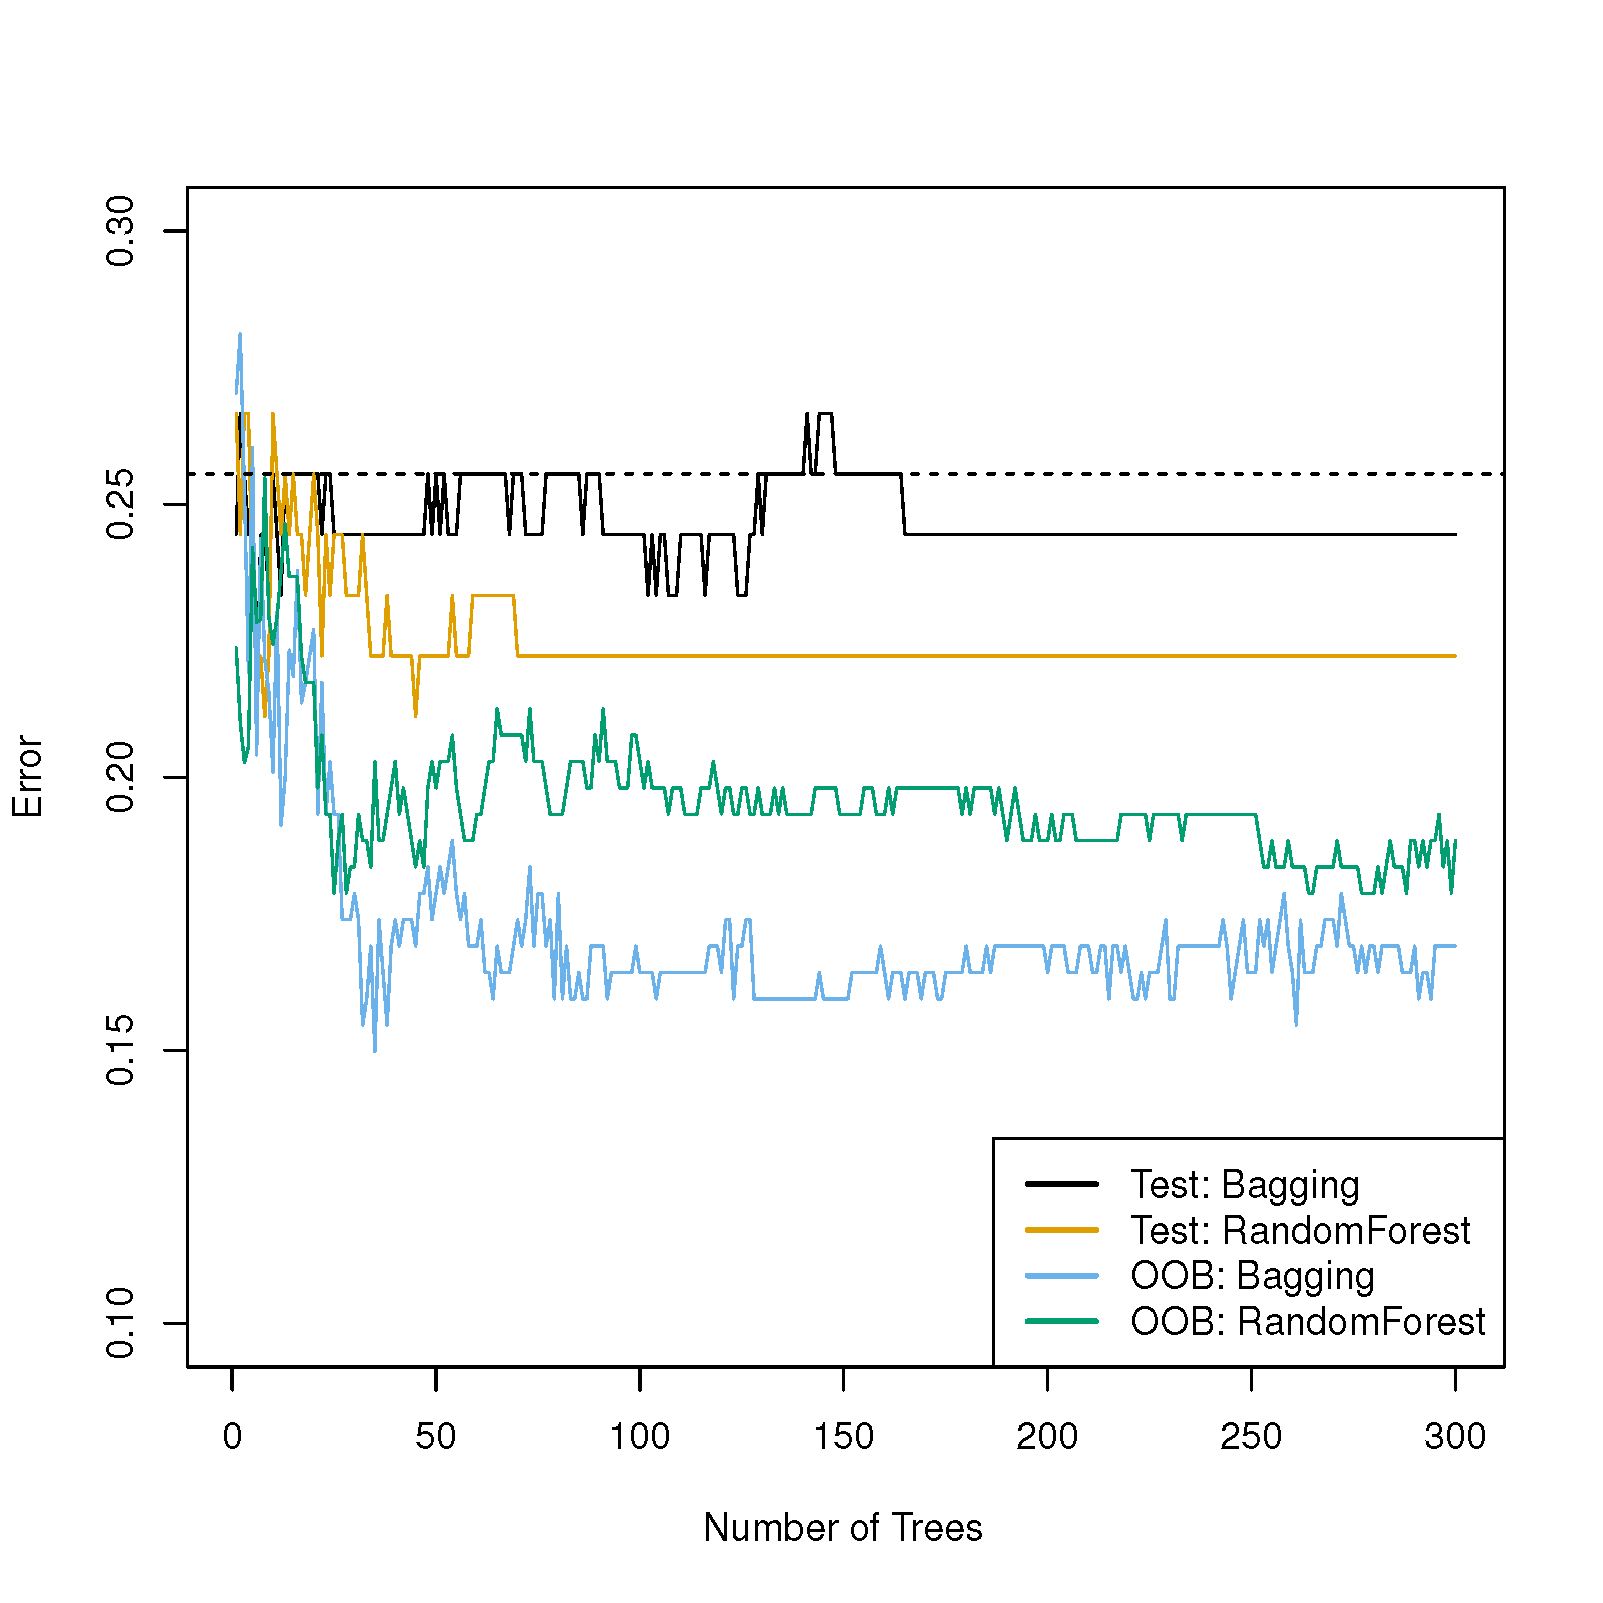 0.30
0.25
0.20
0.15
0.10
Error
Test: Bagging
Test: RandomForest
OOB: Bagging
OOB: RandomForest
0 50 100 150 200 250 300
Number of Trees